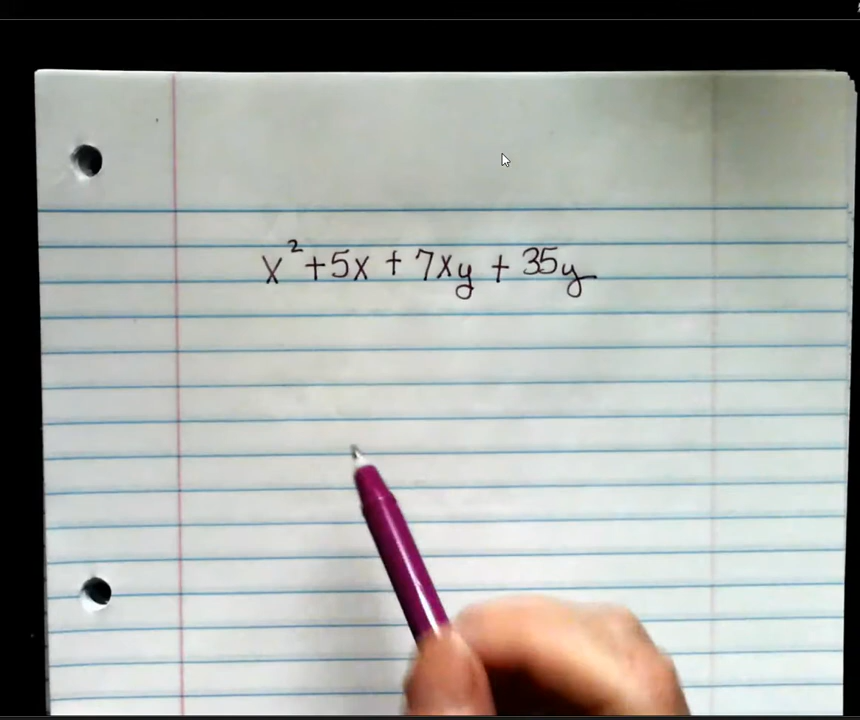 x² + 5x + 7xy + 35y